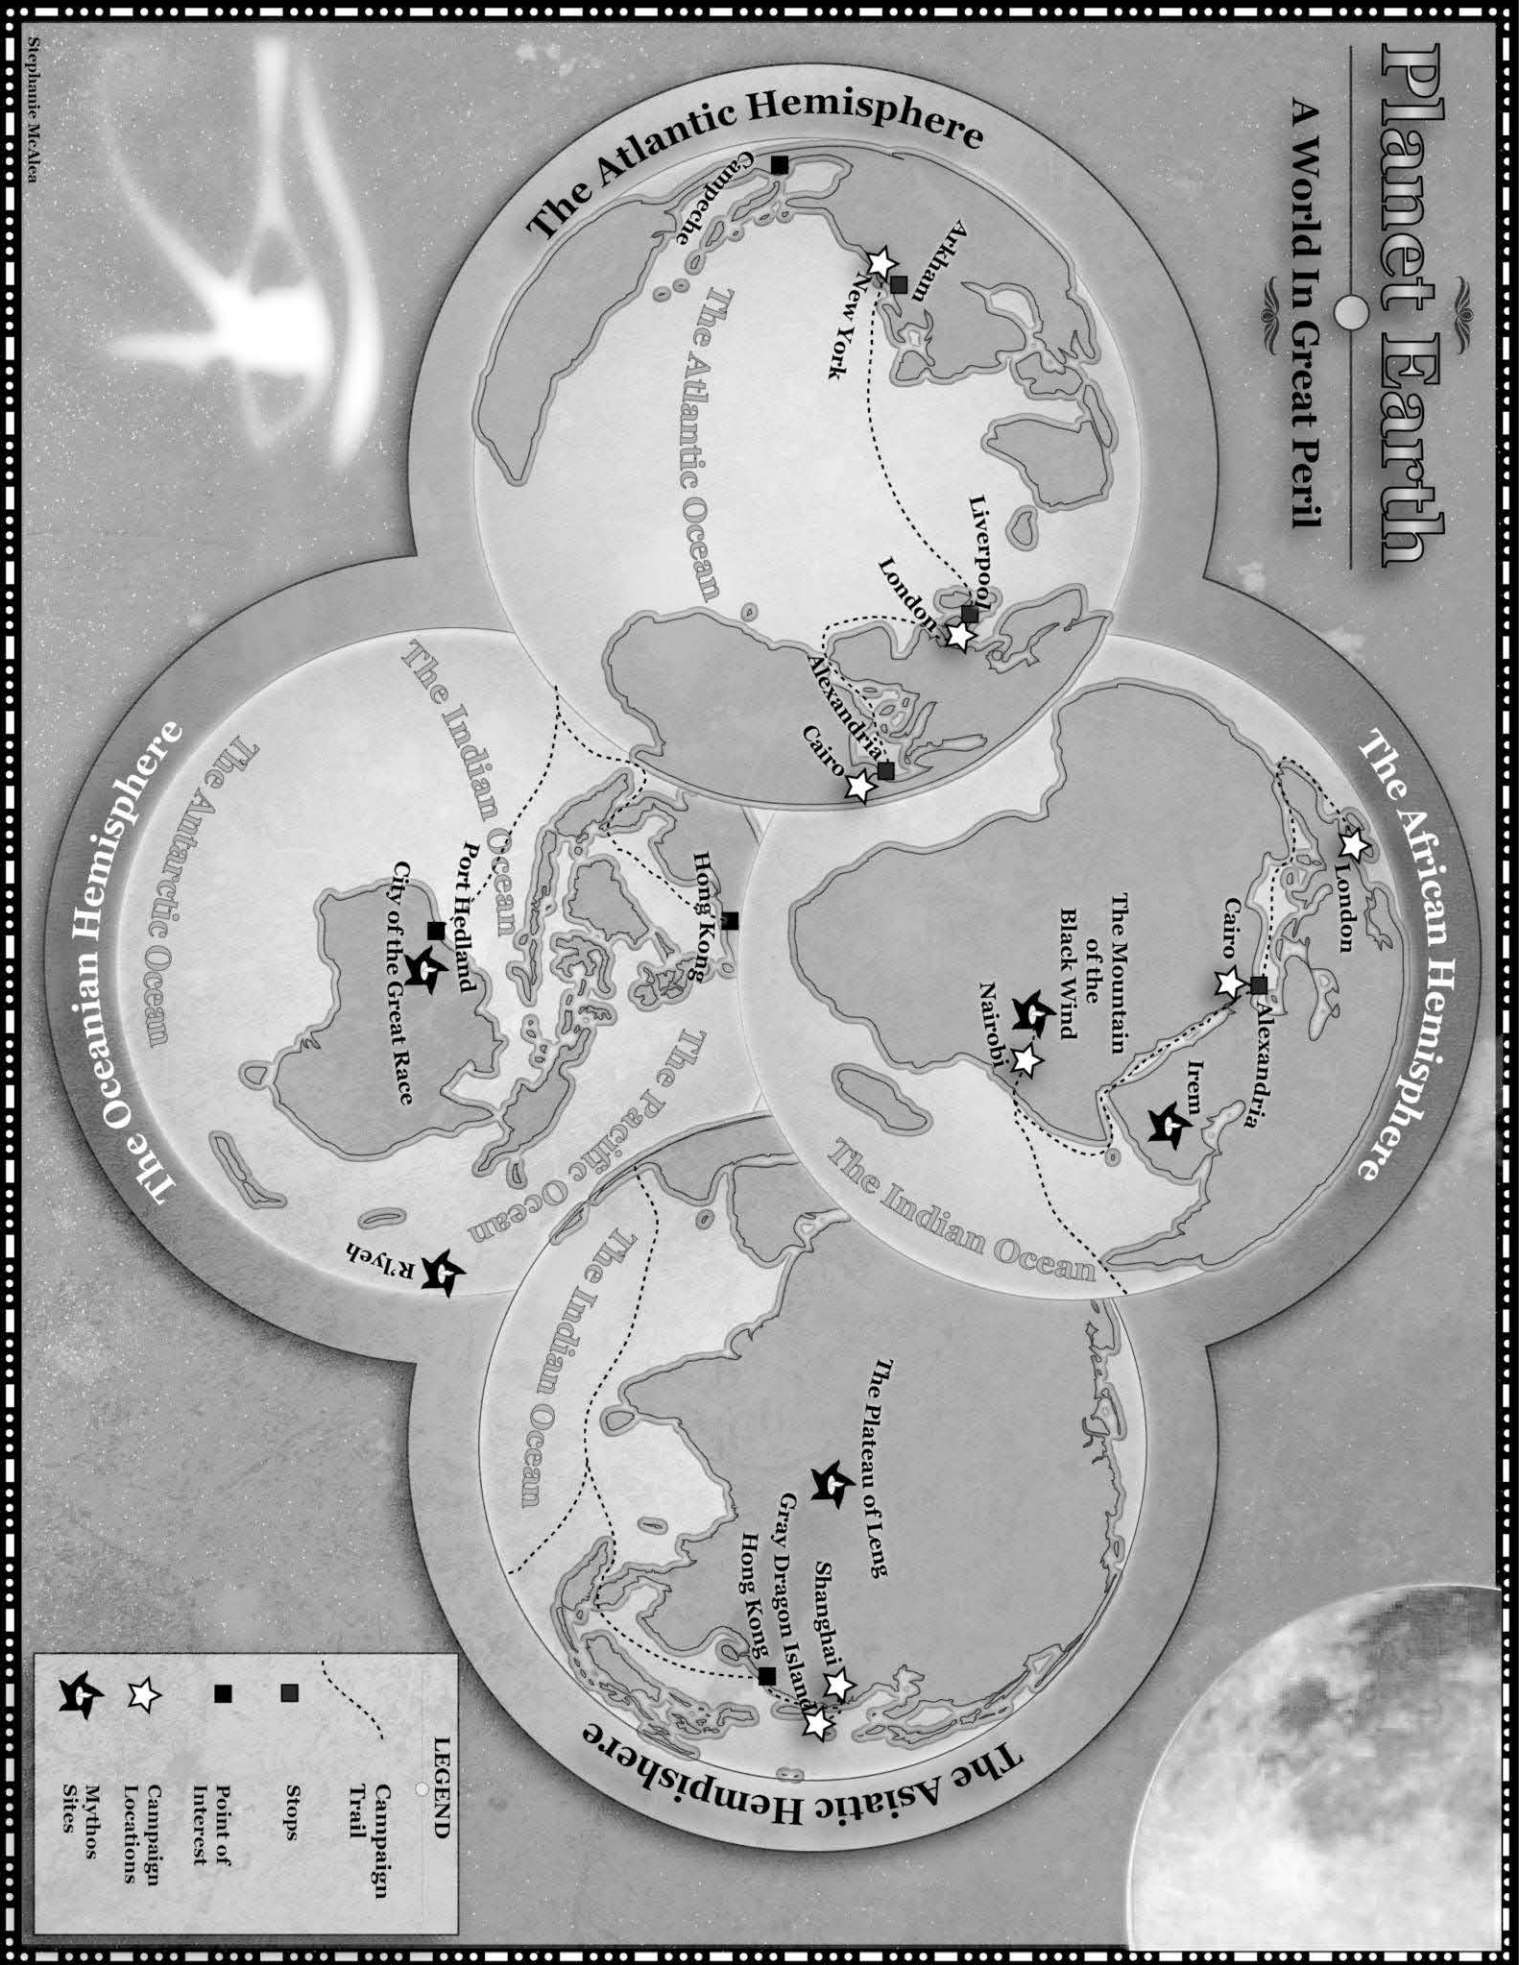 Planet Earth
A World In Great Peril
The Atlantic Hemisphere
Campeche
Arkham
New York
The Atlantic Ocean
Liverpool
London
Alexandria
Cairo
The African Hemisphere
London
Cairo
Alexandria
The Mountain
of the
Black Wind
Nairobi
Irem
The Indian Ocean
The Oceanian Hemisphere
The Indian Ocean
The Antarctic Ocean
Hong Kong
Port Hedland
City of the Great Race
The Pacific Ocean
R'lyeh
The Asiatic Hempishere
The Indian Ocean
The Plateau of Leng
Shanghai
Gray Dragon Island
Hong Kong
LEGEND
Campaign
Trail
Stops
Point of
Interest
Campaign
Locations
Mythos
Sites
Stephanie McAlea